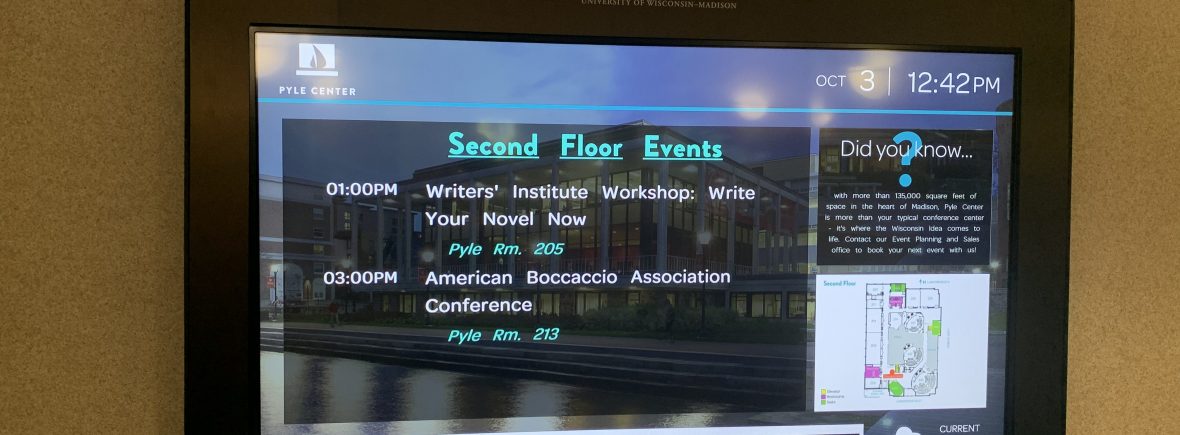 UNIVERSITY OF WISCONSIN–MADISON
PYLE CENTER
OCT 3 12:42PM
Second Floor Events
01:00PM Writers' Institute Workshop: Write
Your Novel Now
Pyle Rm. 205
03:00PM American Boccaccio Association
Conference
Pyle Rm. 213
Did you know...
?
with more than 135,000 square feet of
space in the heart of Madison, Pyle Center
is more than your typical conference center
- it's where the Wisconsin Idea comes to
life. Contact our Event Planning and Sales
office to book your next event with us!
Second Floor
CURRENT